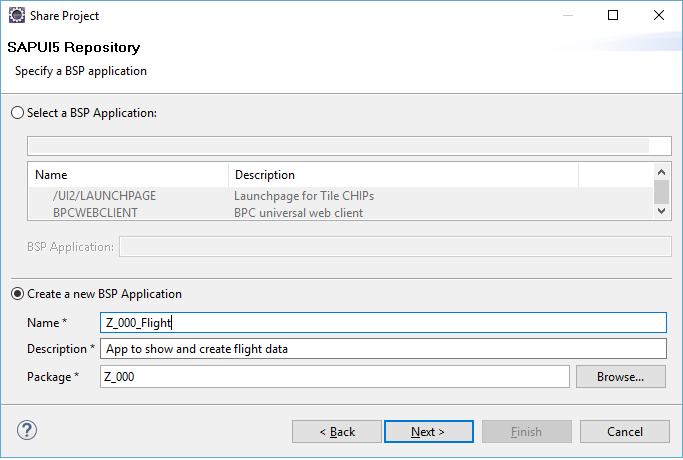 Share Project
SAPUI5 Repository
Specify a BSP application
Select a BSP Application:
Name Description
/UI2/LAUNCHPAGE Launchpage for Tile CHIPs
BPCWEBCLIENT BPC universal web client
BSP Application:
Create a new BSP Application
Name * Z_000_Flight
Description * App to show and create flight data
Package * Z_000 Browse...
? < Back Next > Finish Cancel